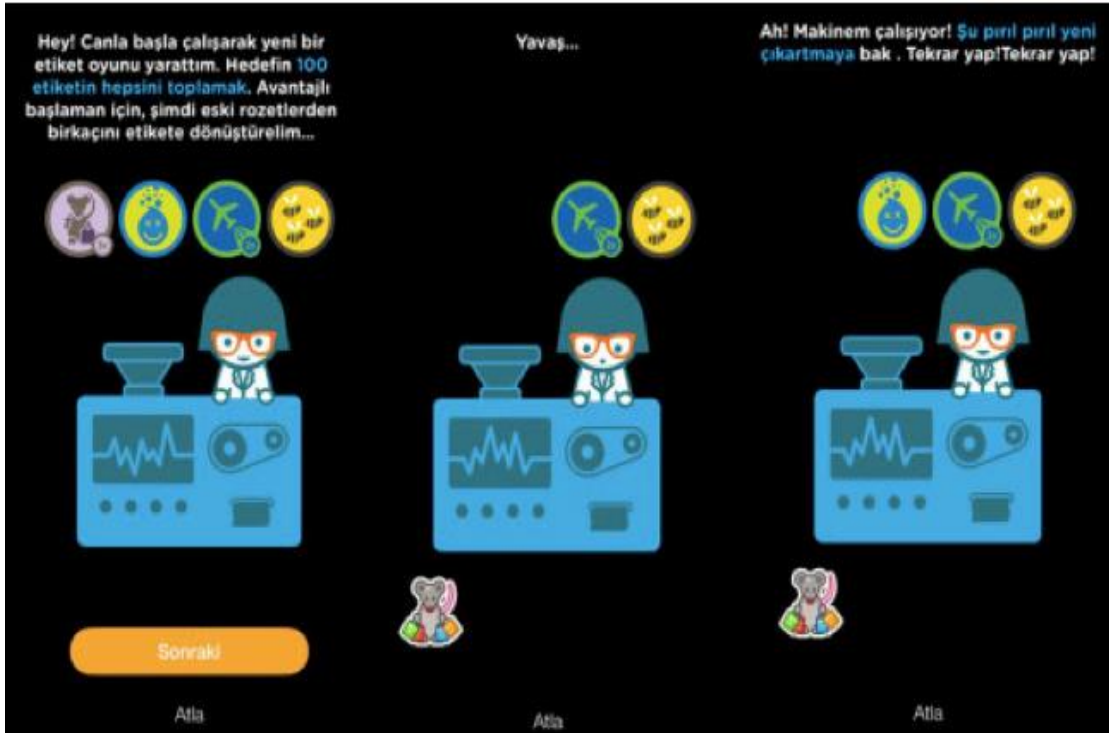 Hey! Canla başla çalışarak yeni bir
etiket oyunu yarattım. Hedefin 100
etiketin hepsini toplamak. Avantajlı
başlaman için, şimdi eski rozetlerden
birkaçını etikete dönüştürelim...
Sonraki
Atla
Yavaş...
Atla
Ah! Makinem çalışıyor! Şu pırıl pırıl yeni
çıkartmaya bak . Tekrar yap!Tekrar yap!
Atla